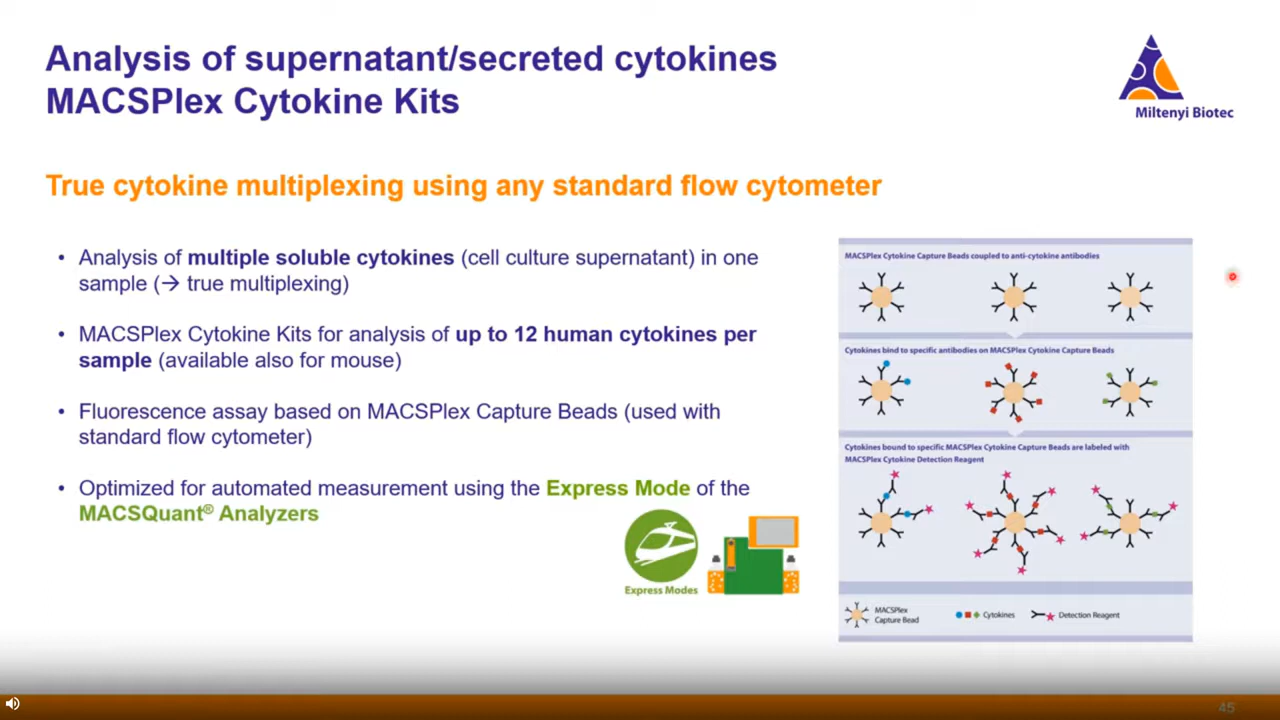 Analysis of supernatant/secreted cytokines
MACSPlex Cytokine Kits
Miltenyi Biotec
True cytokine multiplexing using any standard flow cytometer
• Analysis of multiple soluble cytokines (cell culture supernatant) in one
sample (→ true multiplexing)
• MACSPlex Cytokine Kits for analysis of up to 12 human cytokines per
sample (available also for mouse)
• Fluorescence assay based on MACSPlex Capture Beads (used with
standard flow cytometer)
• Optimized for automated measurement using the Express Mode of the
MACSQuant® Analyzers
Express Modes
MACSPlex Cytokine Capture Beads coupled to anti-cytokine antibodies
Cytokines bind to specific antibodies on MACSPlex Cytokine Capture Beads
Cytokines bound to specific MACSPlex Cytokine Capture Beads are labeled with
MACSPlex Cytokine Detection Reagent
MACSPlex
Capture Bead
Cytokines
Detection Reagent
45